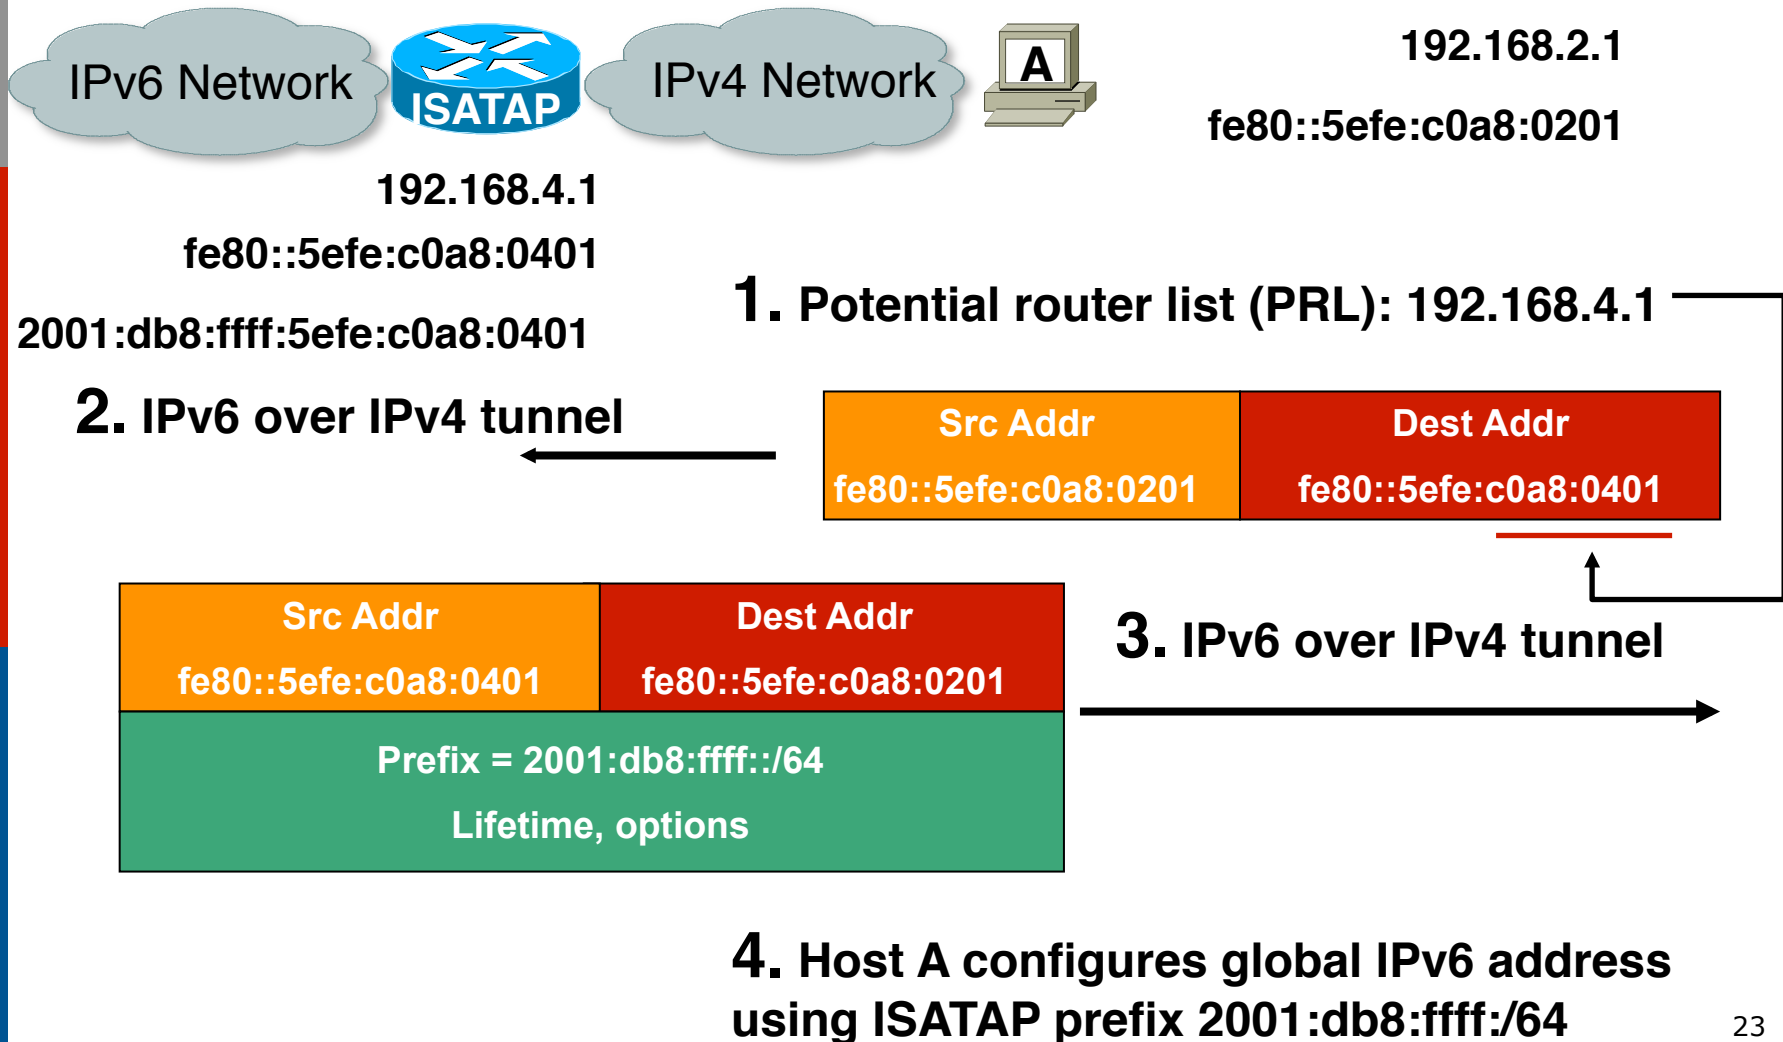 IPv6 Network
ISATAP
IPv4 Network
A
192.168.2.1
fe80::5efe:c0a8:0201
192.168.4.1
fe80::5efe:c0a8:0401
2001:db8:ffff:5efe:c0a8:0401
1. Potential router list (PRL): 192.168.4.1
2. IPv6 over IPv4 tunnel
Src Addr
Dest Addr
fe80::5efe:c0a8:0201
fe80::5efe:c0a8:0401
Src Addr
Dest Addr
fe80::5efe:c0a8:0401
fe80::5efe:c0a8:0201
Prefix = 2001:db8:ffff::/64
Lifetime, options
3. IPv6 over IPv4 tunnel
4. Host A configures global IPv6 address
using ISATAP prefix 2001:db8:ffff:/64
23